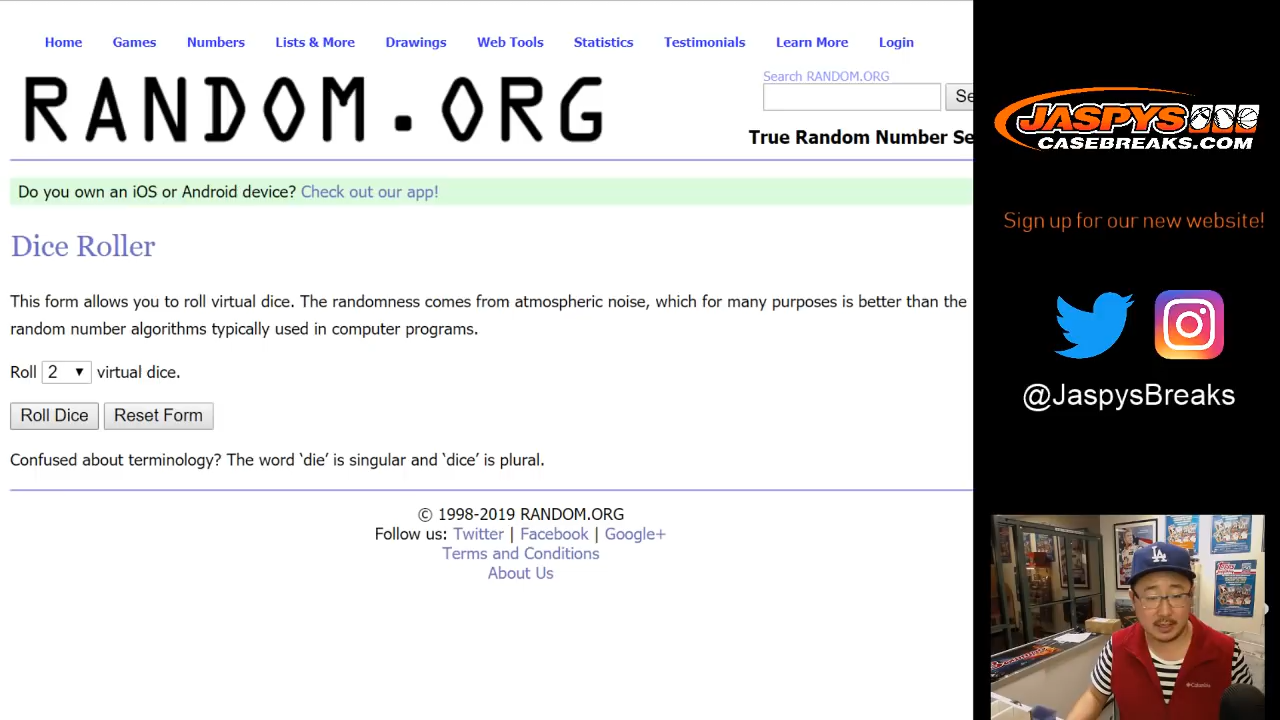 Home Games Numbers Lists & More Drawings Web Tools Statistics Testimonials Learn More Login
RANDOM.ORG
Search RANDOM.ORG
Se
True Random Number Se
Do you own an iOS or Android device? Check out our app!
Dice Roller
This form allows you to roll virtual dice. The randomness comes from atmospheric noise, which for many purposes is better than the
random number algorithms typically used in computer programs.
Roll 2 virtual dice.
Roll Dice Reset Form
Confused about terminology? The word ‘die’ is singular and ‘dice’ is plural.
© 1998-2019 RANDOM.ORG
Follow us: Twitter | Facebook | Google+
Terms and Conditions
About Us
JASPYS
CASEBREAKS.COM
Sign up for our new website!
@JaspysBreaks
LA
Columbia